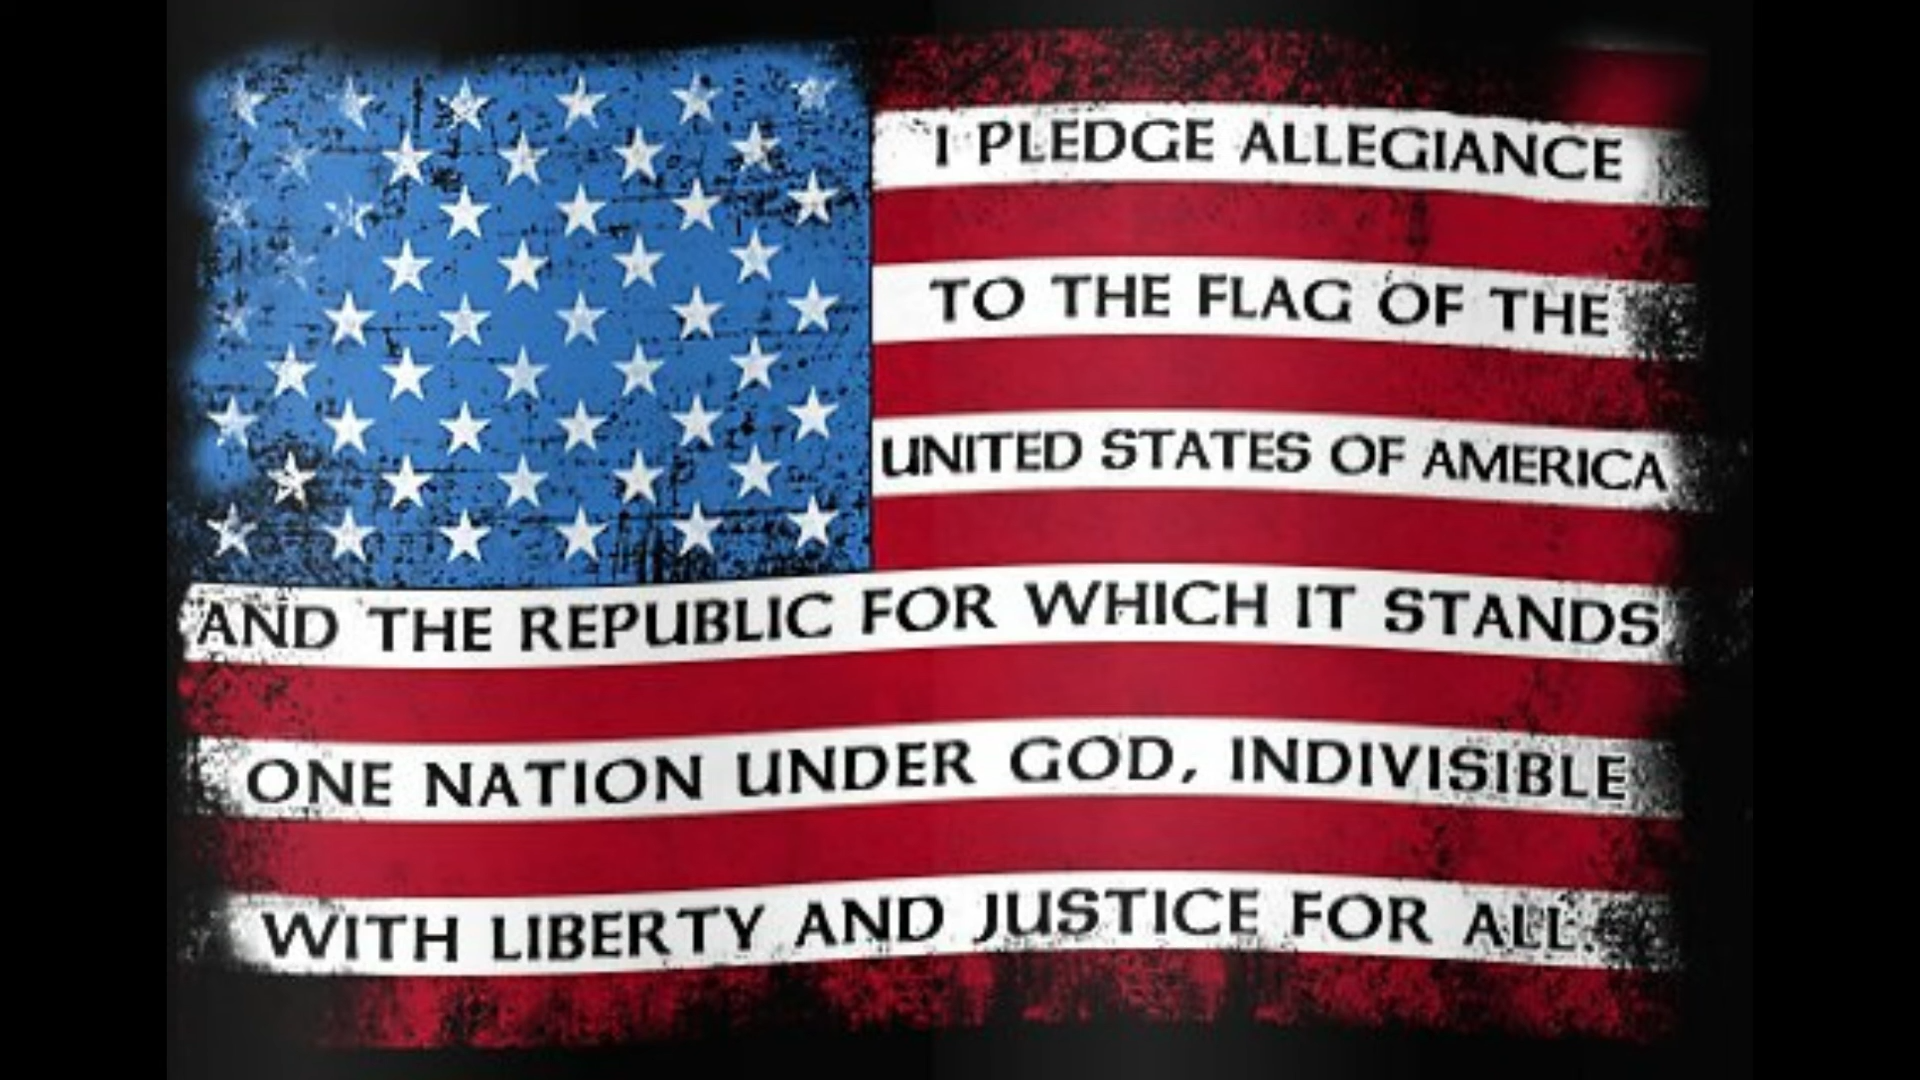 I PLEDGE ALLEGIANCE
TO THE FLAG OF THE
UNITED STATES OF AMERICA
AND THE REPUBLIC FOR WHICH IT STANDS
ONE NATION UNDER GOD, INDIVISIBLE
WITH LIBERTY AND JUSTICE FOR ALL.